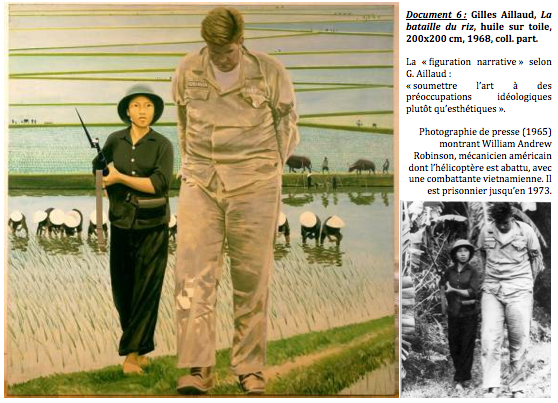 Document 6 : Gilles Aillaud, La
bataille du riz, huile sur toile,
200x200 cm, 1968, coll. part.
La « figuration narrative » selon
G. Aillaud :
« soumettre l'art à des
préoccupations idéologiques
plutôt qu'esthétiques ».
Photographie de presse (1965)
montrant William Andrew
Robinson, mécanicien américain
dont l'hélicoptère est abattu, avec
une combattante vietnamienne. Il
est prisonnier jusqu'en 1973.